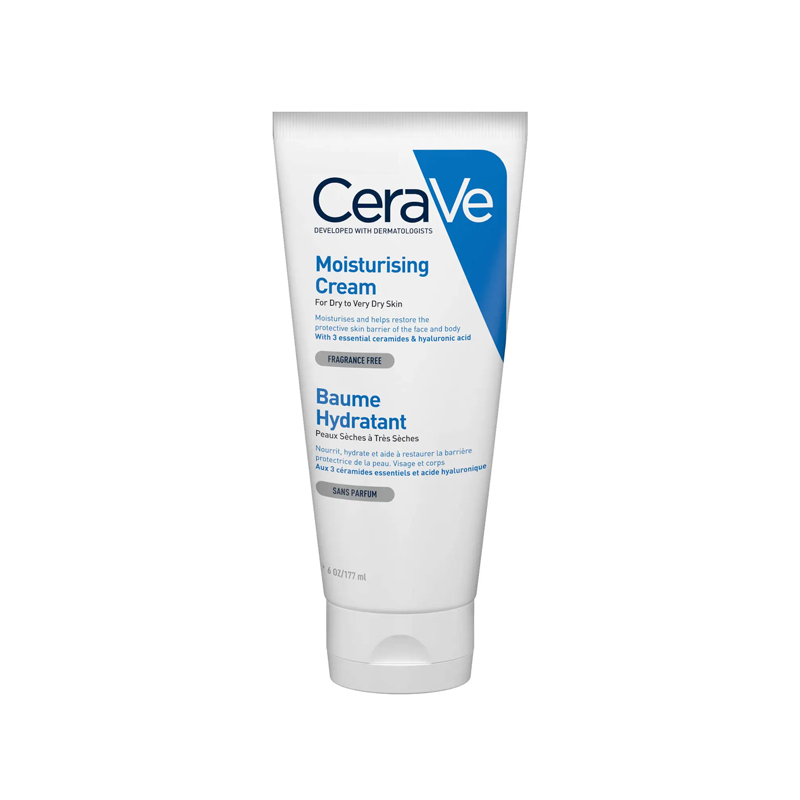 CeraVe
DEVELOPED WITH DERMATOLOGISTS
Moisturising
Cream
For Dry to Very Dry Skin
Moisturises and helps restore the
protective skin barrier of the face and body
With 3 essential ceramides & hyaluronic acid
FRAGRANCE FREE
Baume
Hydratant
Peaux Sèches à Très Sèches
Nourrit, hydrate et aide à restaurer la barrière
protectrice de la peau. Visage et corps
Aux 3 céramides essentiels et acide hyaluronique
SANS PARFUM
6 OZ/177 ml